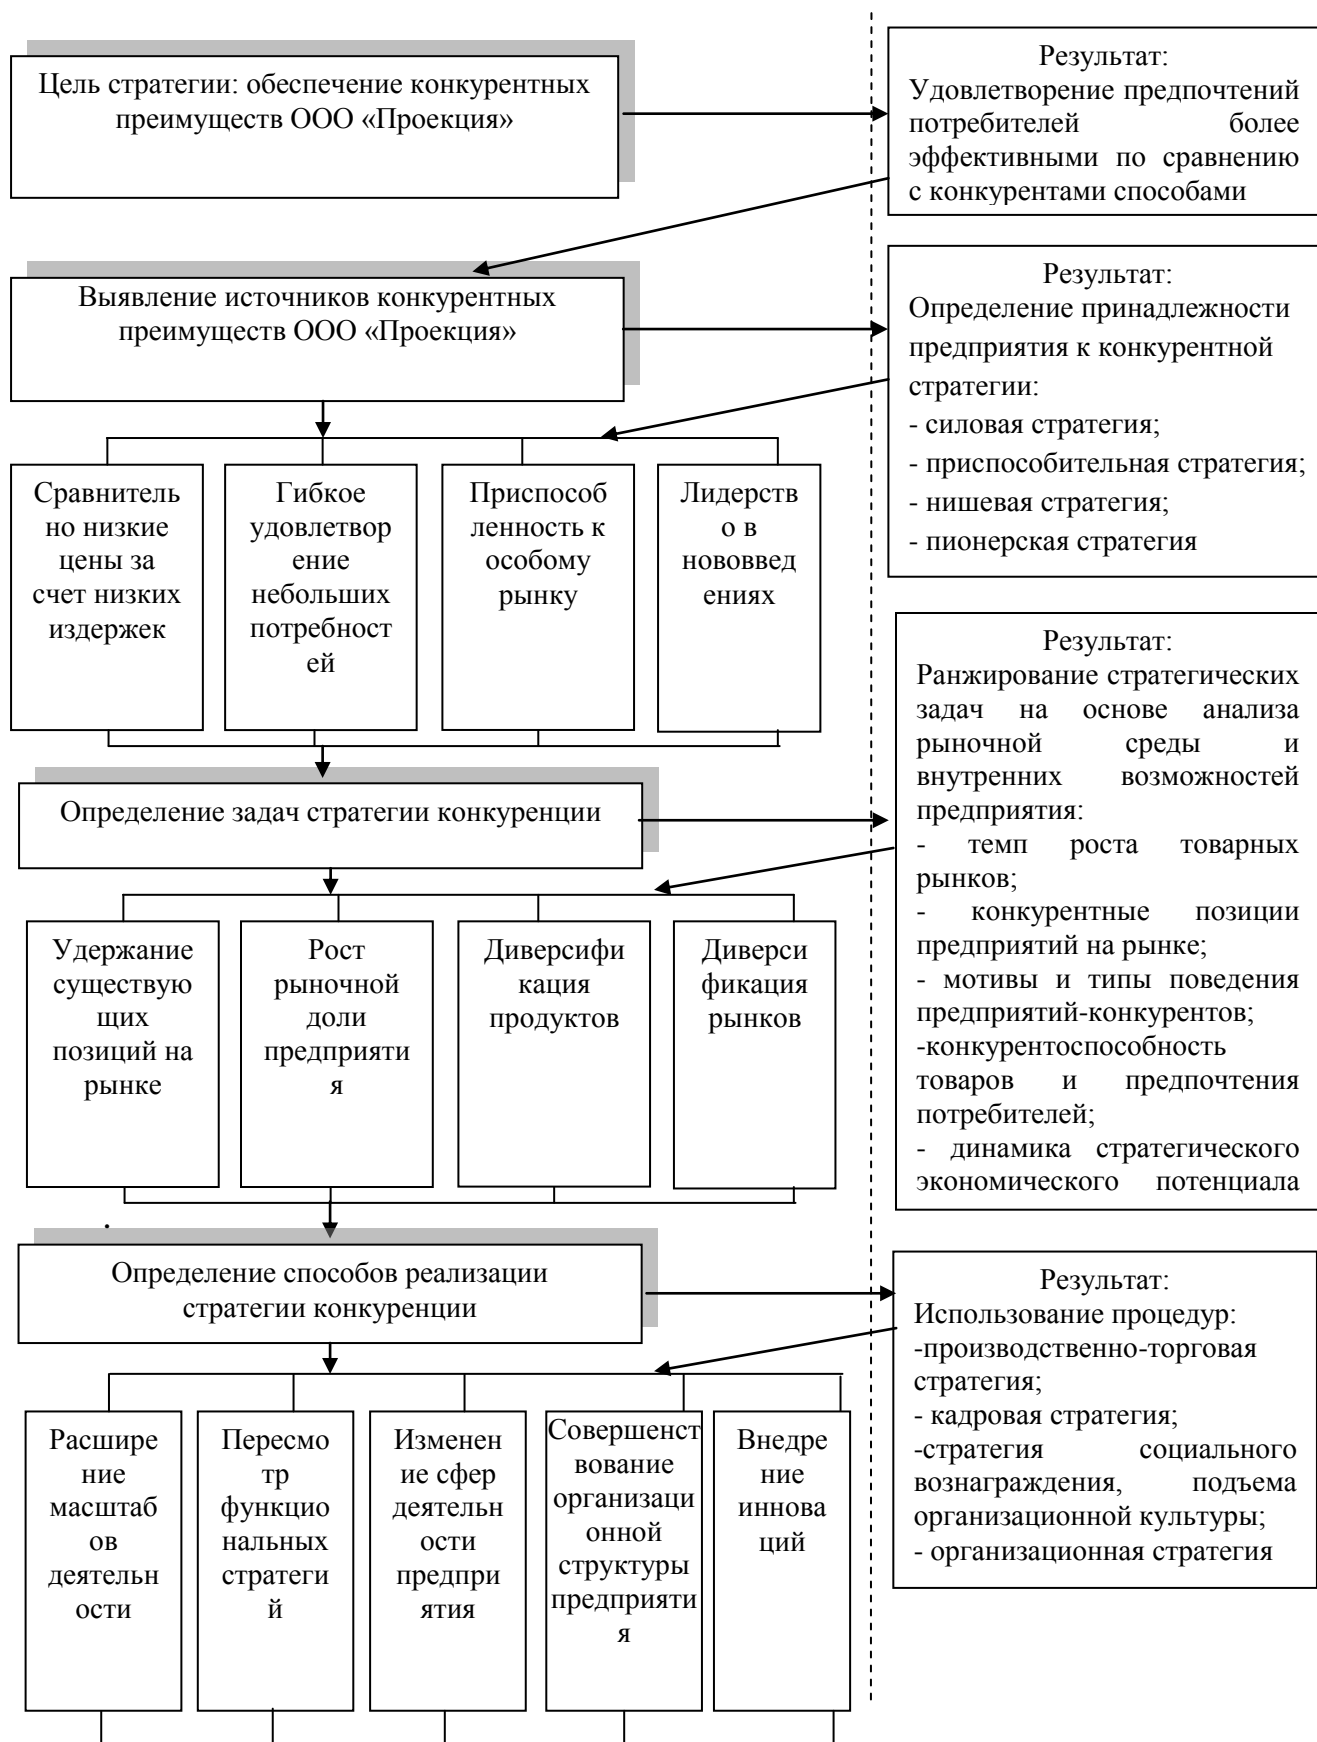 Цель стратегии: обеспечение конкурентных
преимуществ ООО «Проекция»
Результат:
Удовлетворение предпочтений
потребителей более
эффективными по сравнению
с конкурентами способами
Выявление источников конкурентных
преимуществ ООО «Проекция»
Результат:
Определение принадлежности
предприятия к конкурентной
стратегии:
- силовая стратегия;
- приспособительная стратегия;
- нишевая стратегия;
- пионерская стратегия
Сравнитель
но низкие
цены за
счет низких
издержек
Гибкое
удовлетвор
ение
небольших
потребност
ей
Приспособ
ленность к
особому
рынку
Лидерств
о в
нововвед
ениях
Определение задач стратегии конкуренции
Результат:
Ранжирование стратегических
задач на основе анализа
рыночной среды и
внутренних возможностей
предприятия:
- темп роста товарных
рынков;
- конкурентные позиции
предприятий на рынке;
- мотивы и типы поведения
предприятий-конкурентов;
-конкурентоспособность
товаров и предпочтения
потребителей;
- динамика стратегического
экономического потенциала
Удержание
существую
щих
позиций на
рынке
Рост
рыночной
доли
предприяти
я
Диверсифи
кация
продуктов
Диверси
фикация
рынков
Определение способов реализации
стратегии конкуренции
Результат:
Использование процедур:
-производственно-торговая
стратегия;
- кадровая стратегия;
-стратегия социального
вознаграждения, подъема
организационной культуры;
- организационная стратегия
Расшире
ние
масштаб
ов
деятельн
ости
Пересмо
тр
функцио
нальных
стратеги
й
Изменен
ие сфер
деятельн
ости
предпри
ятия
Совершенст
вование
организаци
онной
структуры
предприяти
я
Внедре
ние
иннова
ций